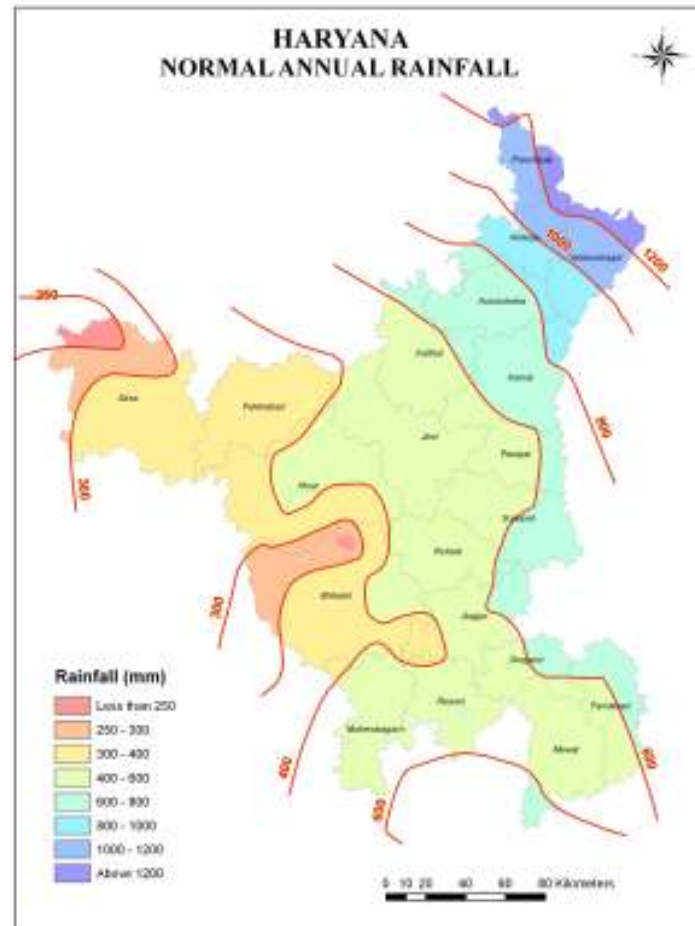 HARYANA
NORMAL ANNUAL RAINFALL
Panchkula
1000
1200
Ambala
Yamunanagar
250
Kurukshetra
Kaithal
Karnal
Sirsa
Fatehabad
800
Jind
Panipat
300
Hisar
Sonipat
Rohtak
300
Bhiwani
Jhajjar
Gurgaon
Rewari
Faridabad
Mahendragarh
Mewat
400
600
Rainfall (mm)
Less than 250
250 - 300
300 - 400
400 - 600
600 - 800
800 - 1000
1000 - 1200
Above 1200
0 10 20 40 60 80 Kilometers